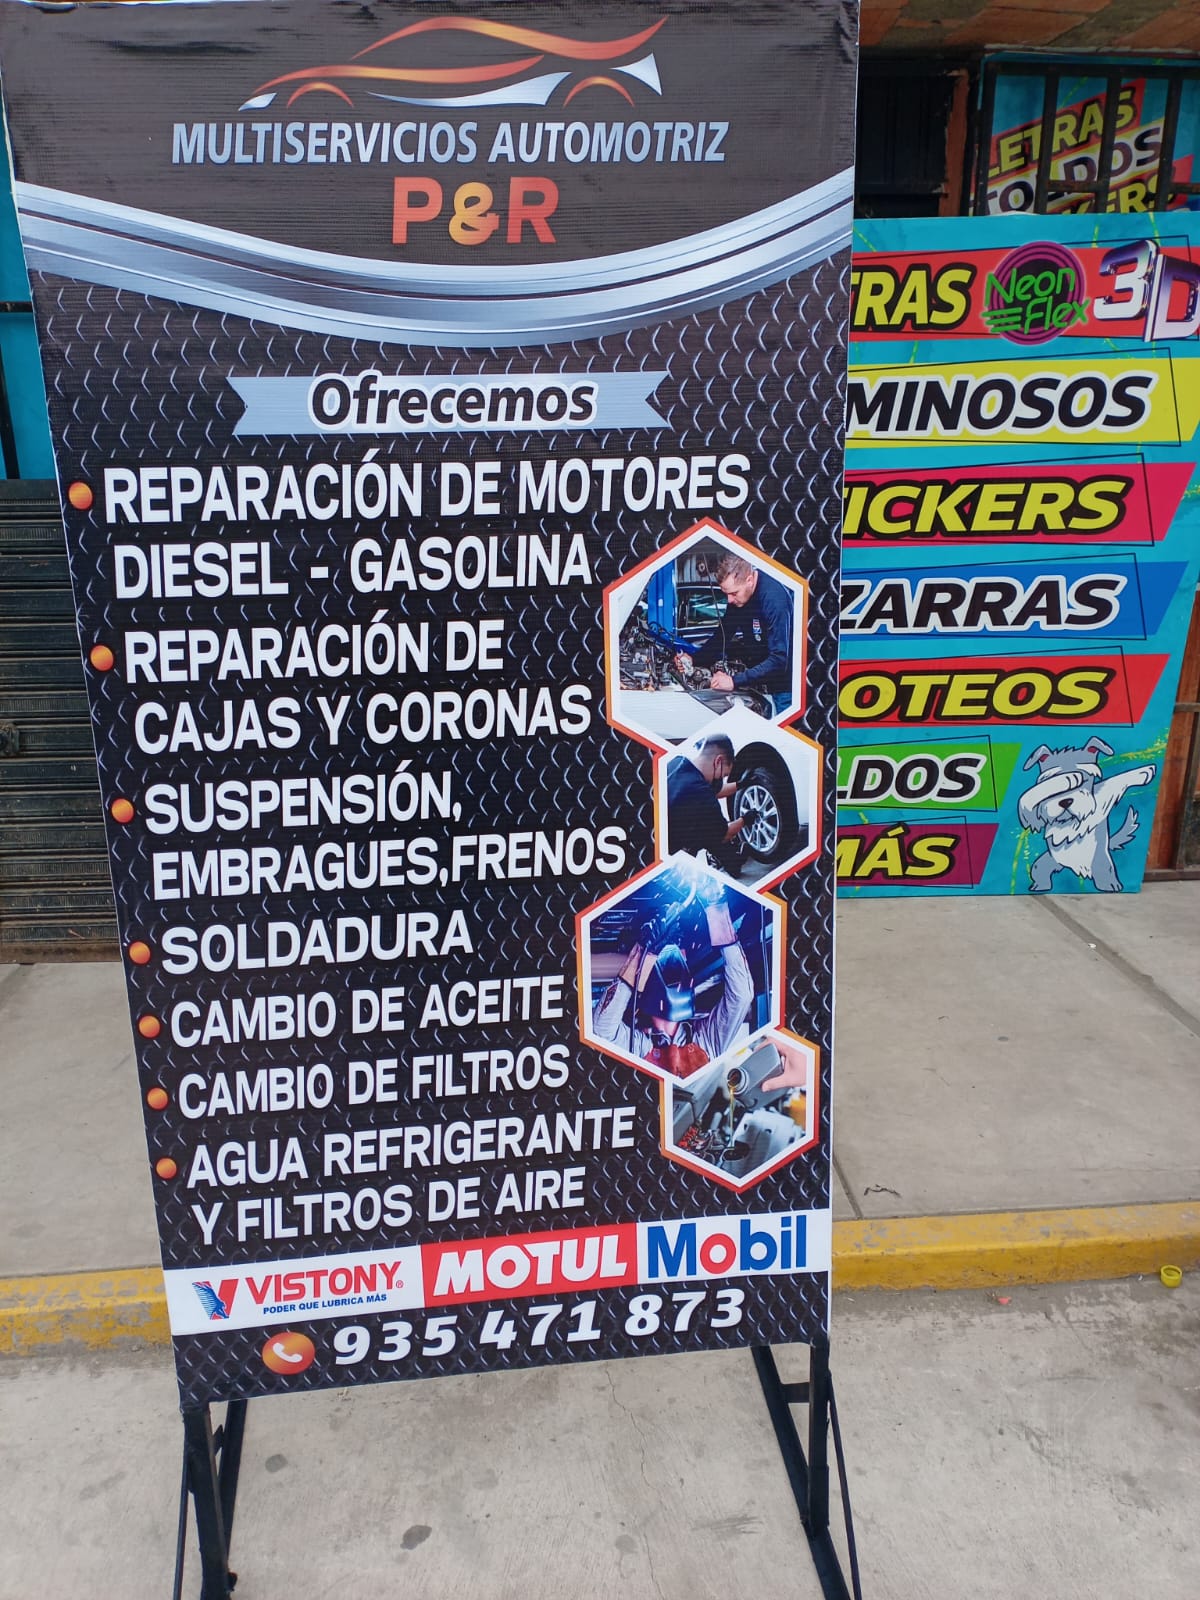 MULTISERVICIOS AUTOMOTRIZ
P&R
Ofrecemos
REPARACIÓN DE MOTORES
DIESEL - GASOLINA
REPARACIÓN DE
CAJAS Y CORONAS
SUSPENSIÓN,
EMBRAGUES,FRENOS
SOLDADURA
CAMBIO DE ACEITE
CAMBIO DE FILTROS
AGUA REFRIGERANTE
Y FILTROS DE AIRE
VISTONY®
PODER QUE LUBRICA MÁS
MOTUL
Mobil
935 471 873
LETRAS
TOLDOS
KERS
TRAS
Neon
Flex
3D
MINOSOS
ICKERS
ZARRAS
OTEOS
LDOS
MÁS